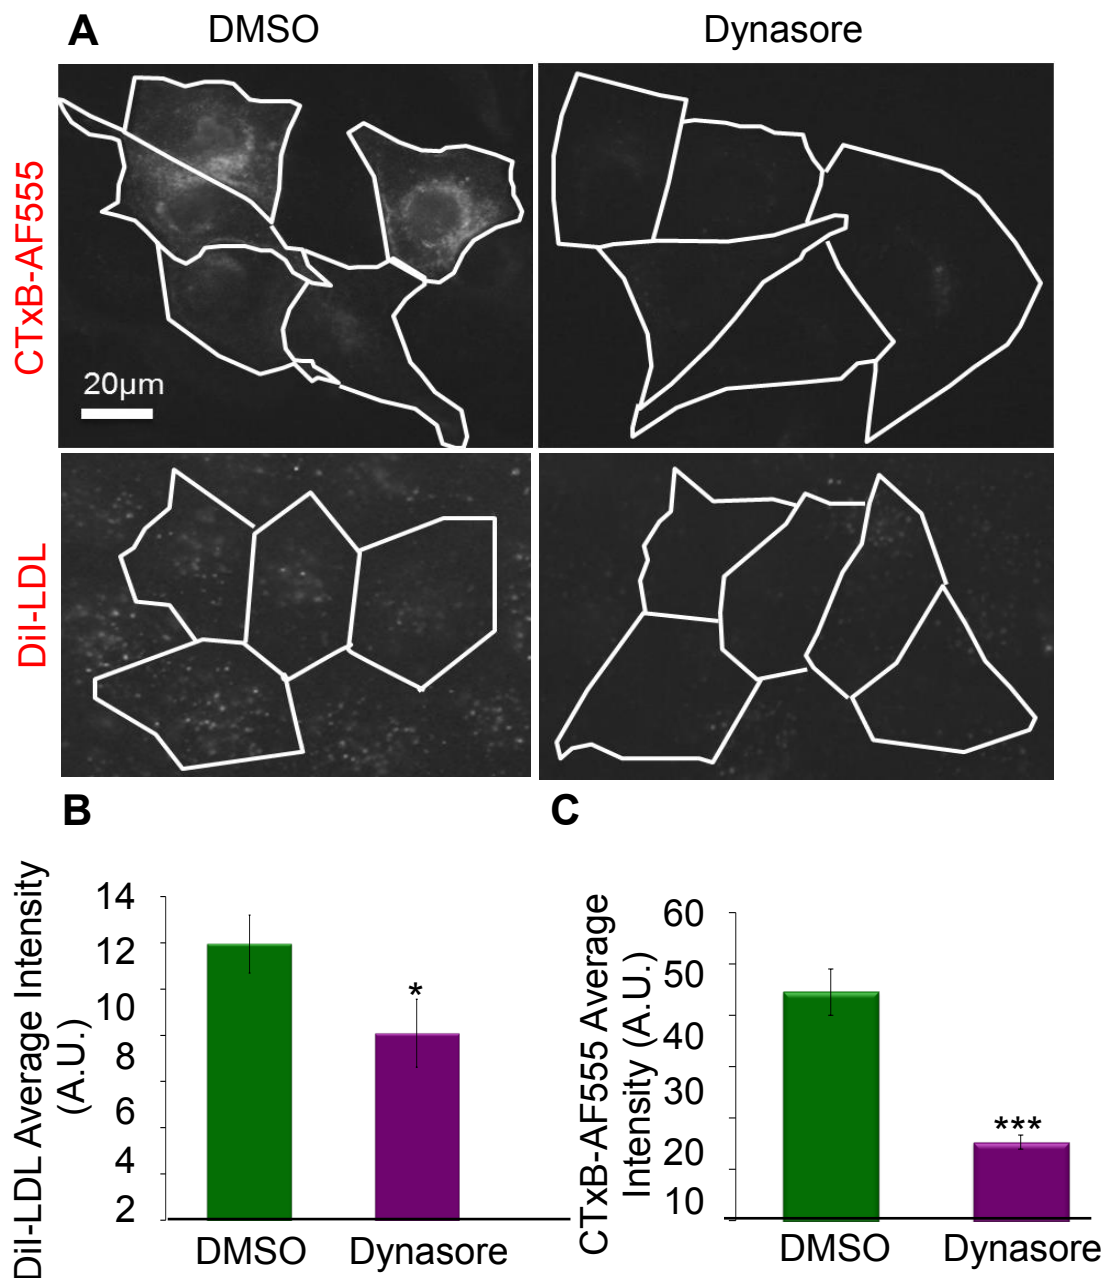 A
DMSO
Dynasore
CTxB-AF555
20µm
DiI-LDL
B
C
DiI-LDL Average Intensity
(A.U.)
14
12
10
8
6
4
2
*
DMSO
Dynasore
CTxB-AF555 Average
Intensity (A.U.)
60
50
40
30
20
10
***
DMSO
Dynasore